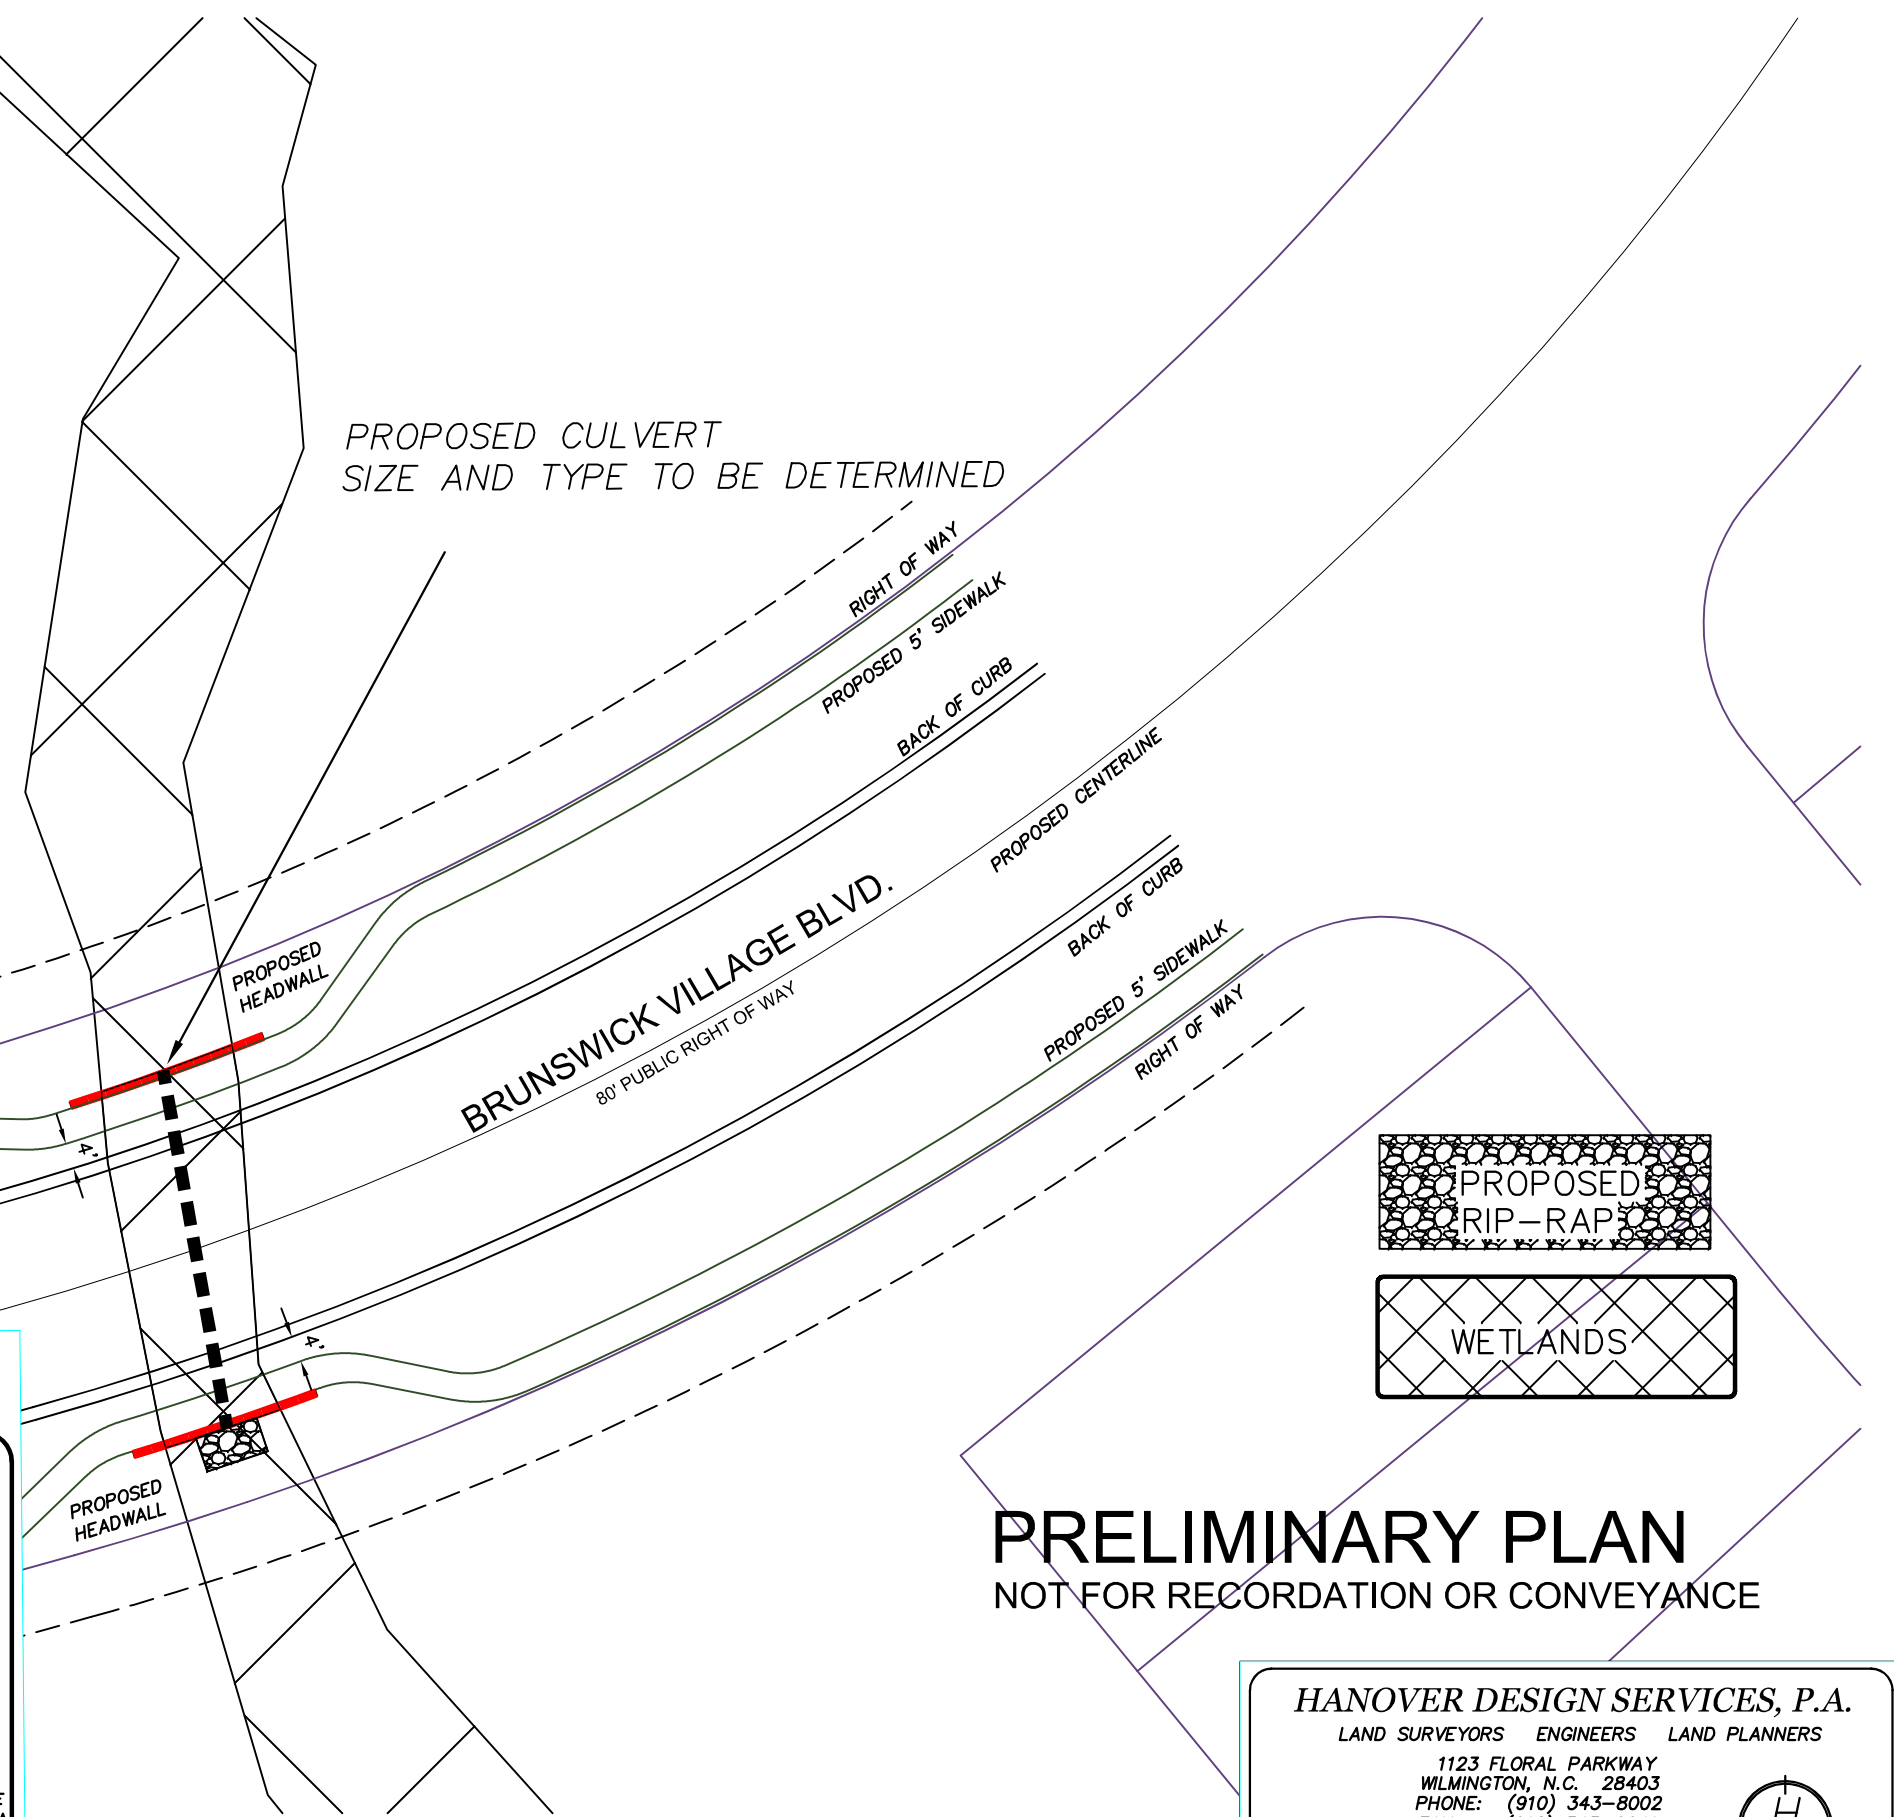 PROPOSED CULVERT
SIZE AND TYPE TO BE DETERMINED
RIGHT OF WAY
PROPOSED 5' SIDEWALK
BACK OF CURB
PROPOSED CENTERLINE
BACK OF CURB
PROPOSED 5' SIDEWALK
RIGHT OF WAY
BRUNSWICK VILLAGE BLVD.
80' PUBLIC RIGHT OF WAY
PROPOSED
HEADWALL
4'
4'
PROPOSED
HEADWALL
PROPOSED
RIP-RAP
WETLANDS
PRELIMINARY PLAN
NOT FOR RECORDATION OR CONVEYANCE
HANOVER DESIGN SERVICES, P.A.
LAND SURVEYORS ENGINEERS LAND PLANNERS
1123 FLORAL PARKWAY
WILMINGTON, N.C. 28403
PHONE: (910) 343-8002
H